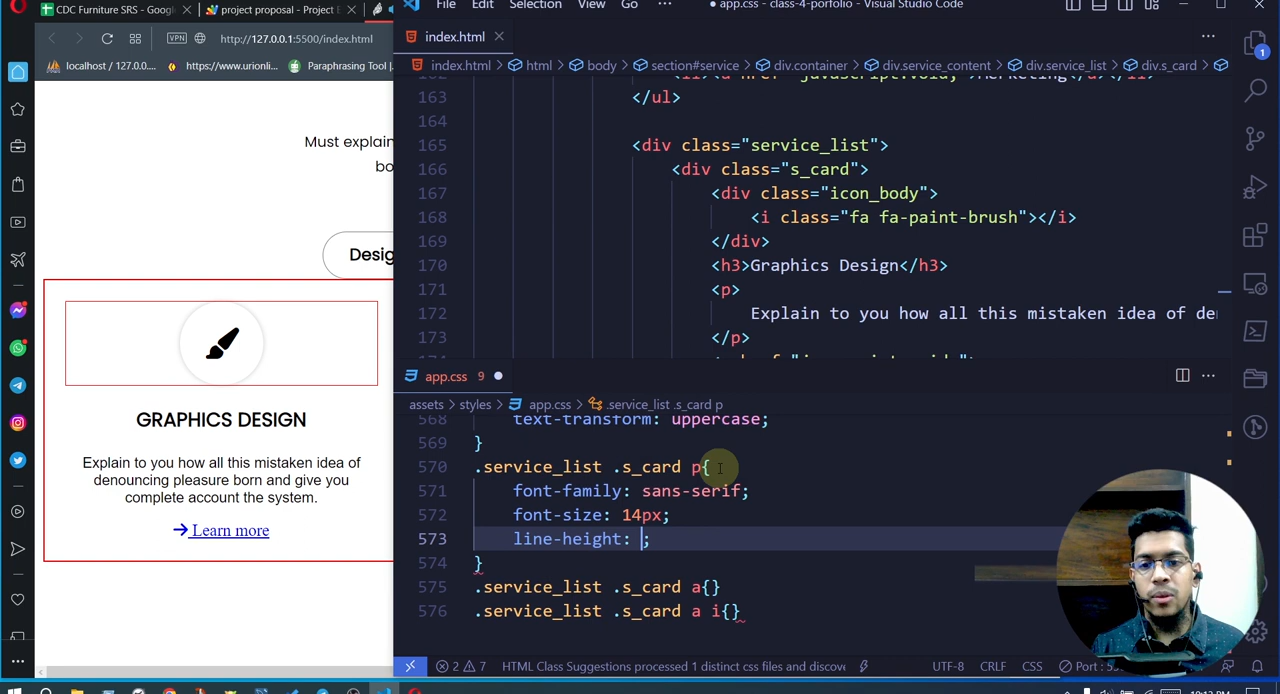 CDC Furniture SRS - Google
project proposal - Project E
File Edit Selection View Go ··· app.css - class-4-porfolio - Visual Studio Code
VPN http://127.0.0.1:5500/index.html
localhost / 127.0.0.... https://www.urionli... Paraphrasing Tool |.
index.html
index.html > html > body > section#service > div.container > div.service_content > div.service_list > div.s_card >
163 </ul>
164
165 <div class="service_list">
166 <div class="s_card">
167 <div class="icon_body">
168 <i class="fa fa-paint-brush"></i>
169 </div>
170 <h3>Graphics Design</h3>
171 <p>
172 Explain to you how all this mistaken idea of de
173 </p>
Must explain
bo
Desig
GRAPHICS DESIGN
Explain to you how all this mistaken idea of
denouncing pleasure born and give you
complete account the system.
Learn more
app.css 9
assets > styles > app.css > .service_list .s_card p
568 text-transform: uppercase;
569 }
570 .service_list .s_card p{
571 font-family: sans-serif;
572 font-size: 14px;
573 line-height: ;
574 }
575 .service_list .s_card a{}
576 .service_list .s_card a i{}
1
2 7 HTML Class Suggestions processed 1 distinct css files and discove UTF-8 CRLF CSS Port : 55
10:12 PM